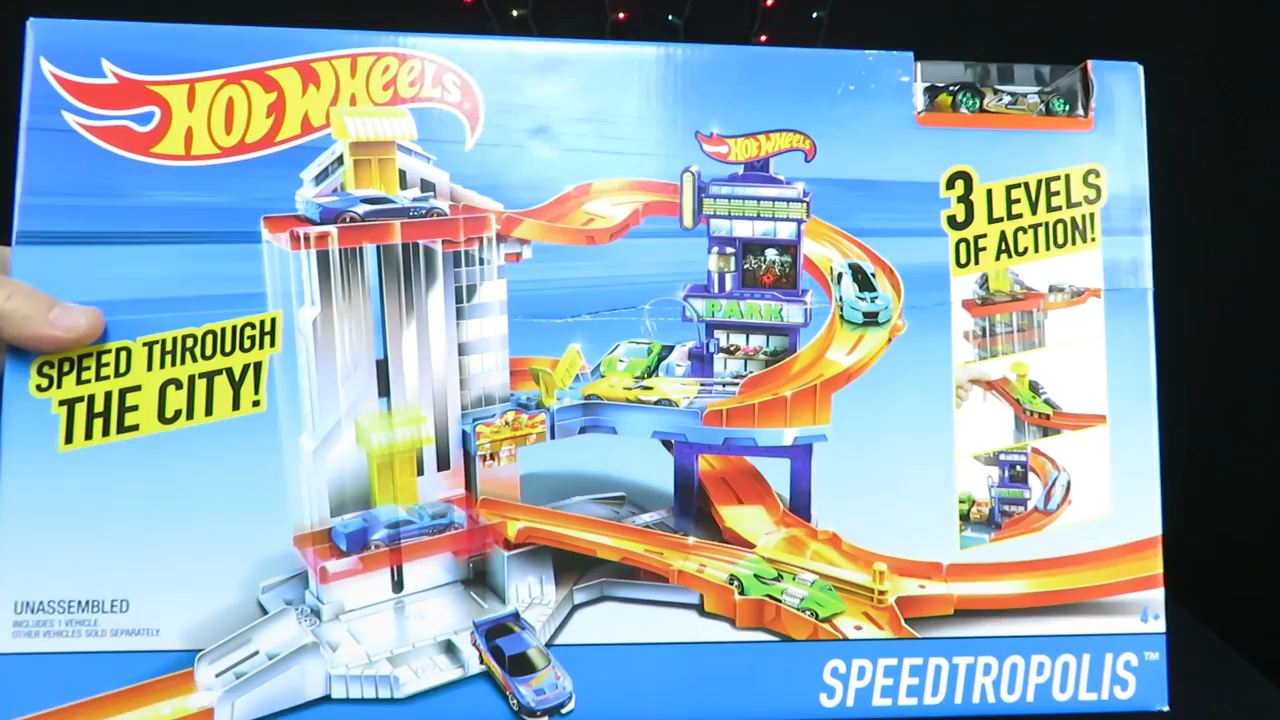 HOT WHEELS
HOT WHEELS
3 LEVELS
OF ACTION!
PARK
SPEED THROUGH
THE CITY!
UNASSEMBLED
INCLUDES 1 VEHICLE.
OTHER VEHICLES SOLD SEPARATELY.
4+
SPEEDTROPOLIS™